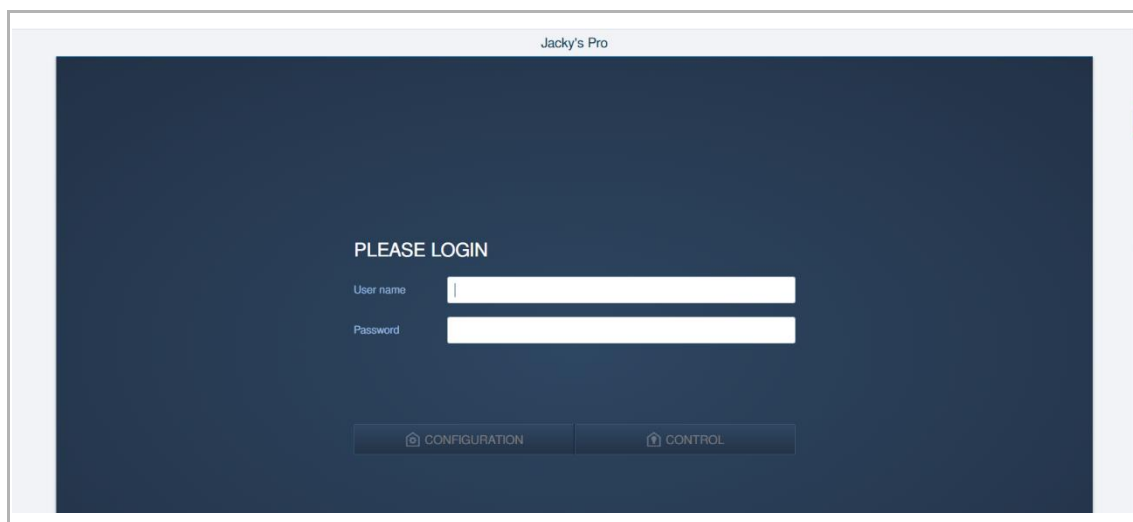 Jacky's Pro
PLEASE LOGIN
User name
Password
CONFIGURATION
CONTROL